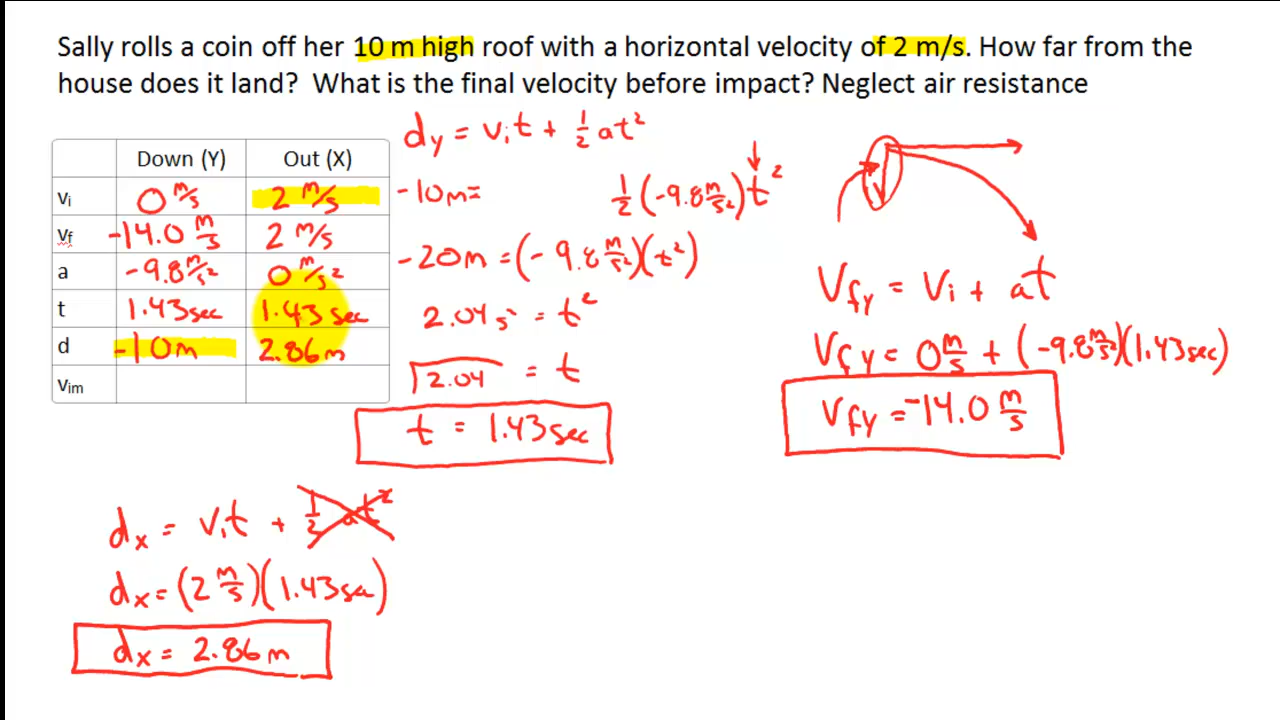 Sally rolls a coin off her 10 m high roof with a horizontal velocity of 2 m/s. How far from the
house does it land? What is the final velocity before impact? Neglect air resistance
Down (Y) Out (X)
Vi 0 m/s 2 m/s
Vf -14.0 m/s 2 m/s
a -9.8 m/s² 0 m/s²
t 1.43 sec 1.43 sec
d -10m 2.86m
Vim
dy = Vit + ½at²
-10m = ½(-9.8 m/s²)t²
-20m = (-9.8 m/s²)(t²)
2.04 s² = t²
√2.04 = t
t = 1.43 sec
Vfy = Vi + at
Vfy = 0 m/s + (-9.8 m/s²)(1.43 sec)
Vfy = -14.0 m/s
dx = Vit + ½at²
dx = (2 m/s)(1.43 sec)
dx = 2.86 m